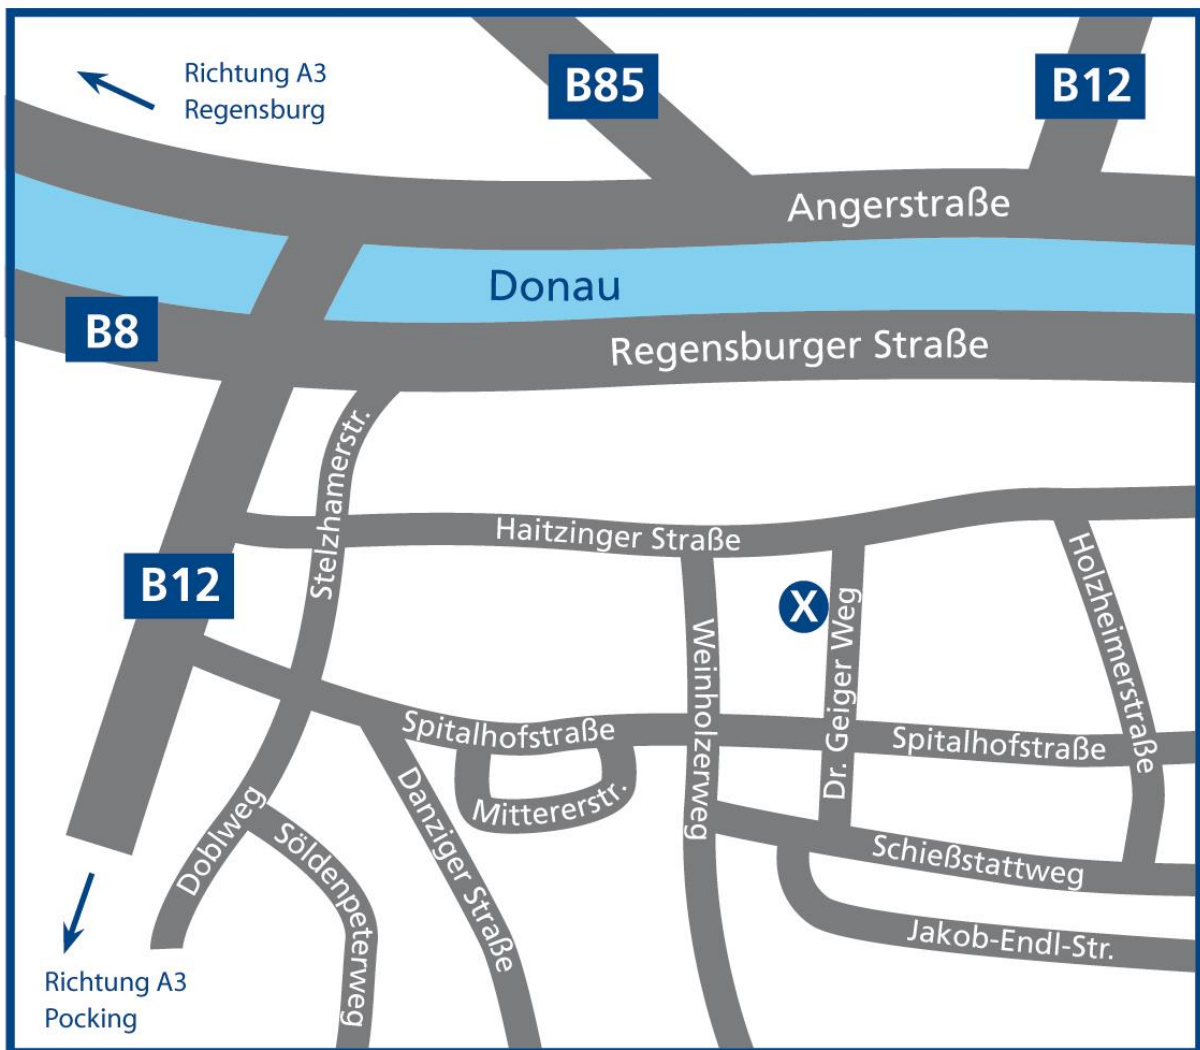 Richtung A3
Regensburg
B85
B12
Angerstraße
Donau
B8
Regensburger Straße
Stelzhamerstr.
Haitzinger Straße
B12
X
Holzheimerstraße
Weinholzerweg
Dr. Geiger Weg
Spitalhofstraße
Spitalhofstraße
Mittererstr.
Danziger Straße
Doblweg
Söldenpeterweg
Schießstattweg
Jakob-Endl-Str.
Richtung A3
Pocking